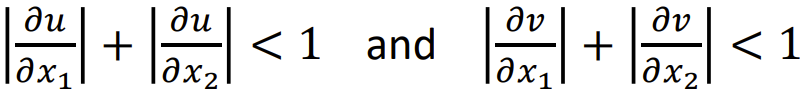 |∂u/∂x₁| + |∂u/∂x₂| < 1 and |∂v/∂x₁| + |∂v/∂x₂| < 1